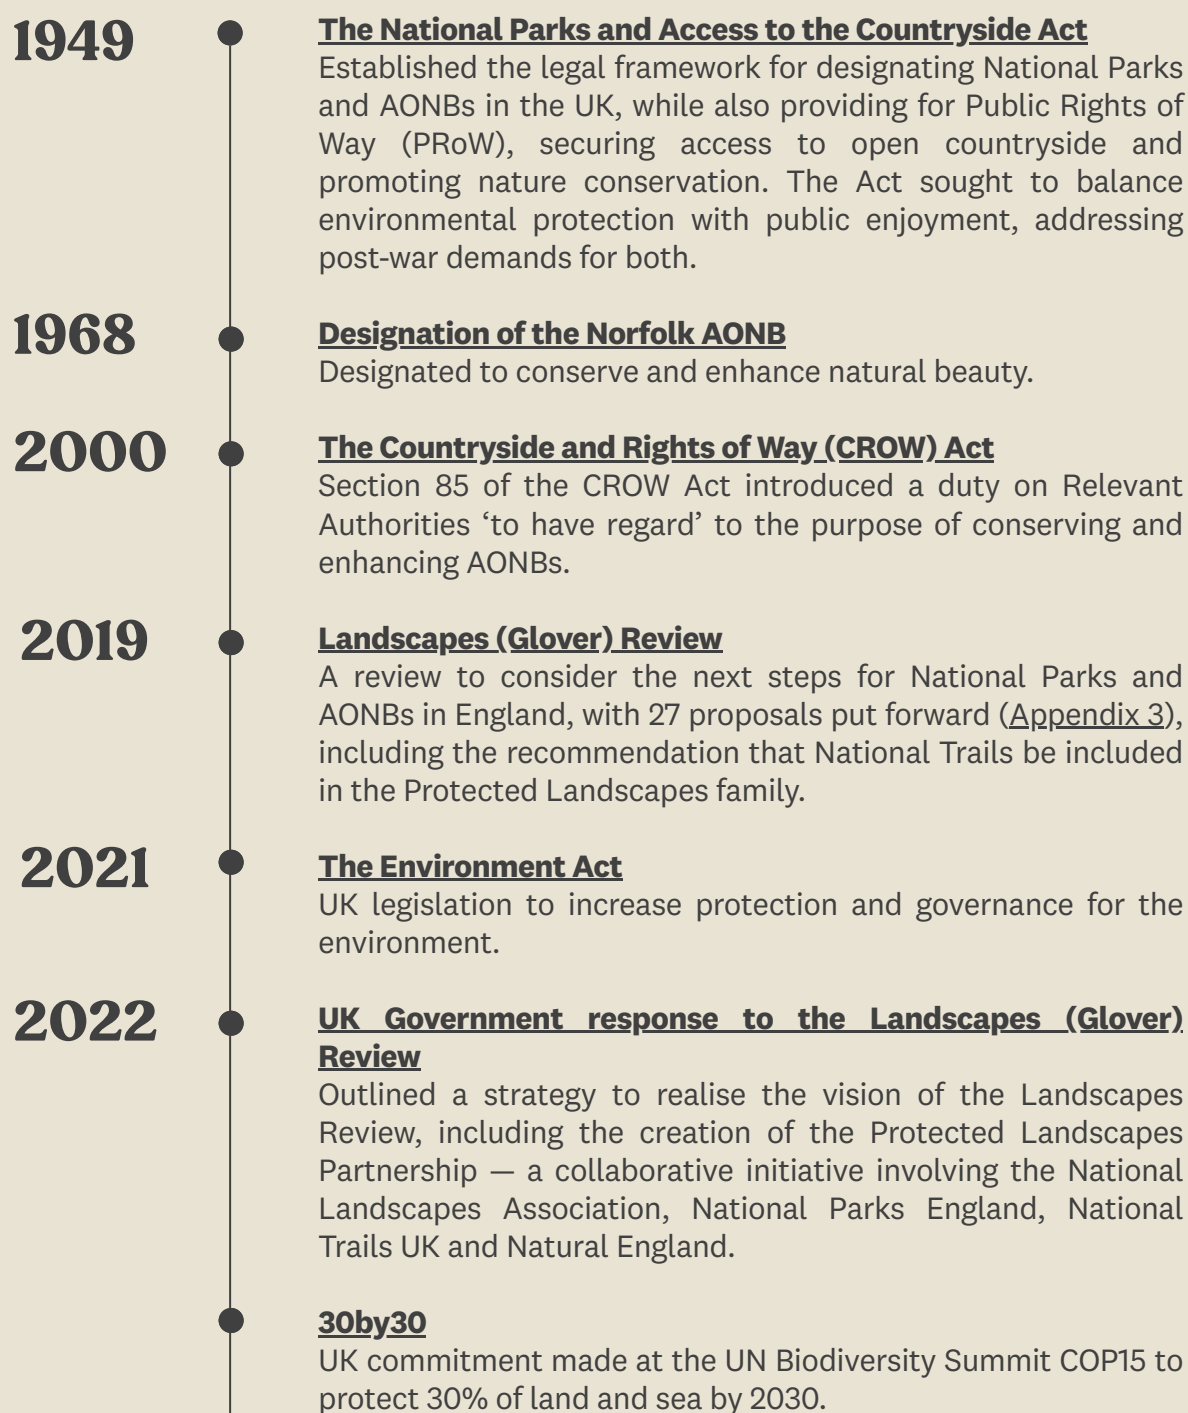 1949
The National Parks and Access to the Countryside Act
Established the legal framework for designating National Parks
and AONBs in the UK, while also providing for Public Rights of
Way (PRoW), securing access to open countryside and
promoting nature conservation. The Act sought to balance
environmental protection with public enjoyment, addressing
post-war demands for both.
1968
Designation of the Norfolk AONB
Designated to conserve and enhance natural beauty.
2000
The Countryside and Rights of Way (CROW) Act
Section 85 of the CROW Act introduced a duty on Relevant
Authorities ‘to have regard’ to the purpose of conserving and
enhancing AONBs.
2019
Landscapes (Glover) Review
A review to consider the next steps for National Parks and
AONBs in England, with 27 proposals put forward (Appendix 3),
including the recommendation that National Trails be included
in the Protected Landscapes family.
2021
The Environment Act
UK legislation to increase protection and governance for the
environment.
2022
UK Government response to the Landscapes (Glover)
Review
Outlined a strategy to realise the vision of the Landscapes
Review, including the creation of the Protected Landscapes
Partnership — a collaborative initiative involving the National
Landscapes Association, National Parks England, National
Trails UK and Natural England.
30by30
UK commitment made at the UN Biodiversity Summit COP15 to
protect 30% of land and sea by 2030.